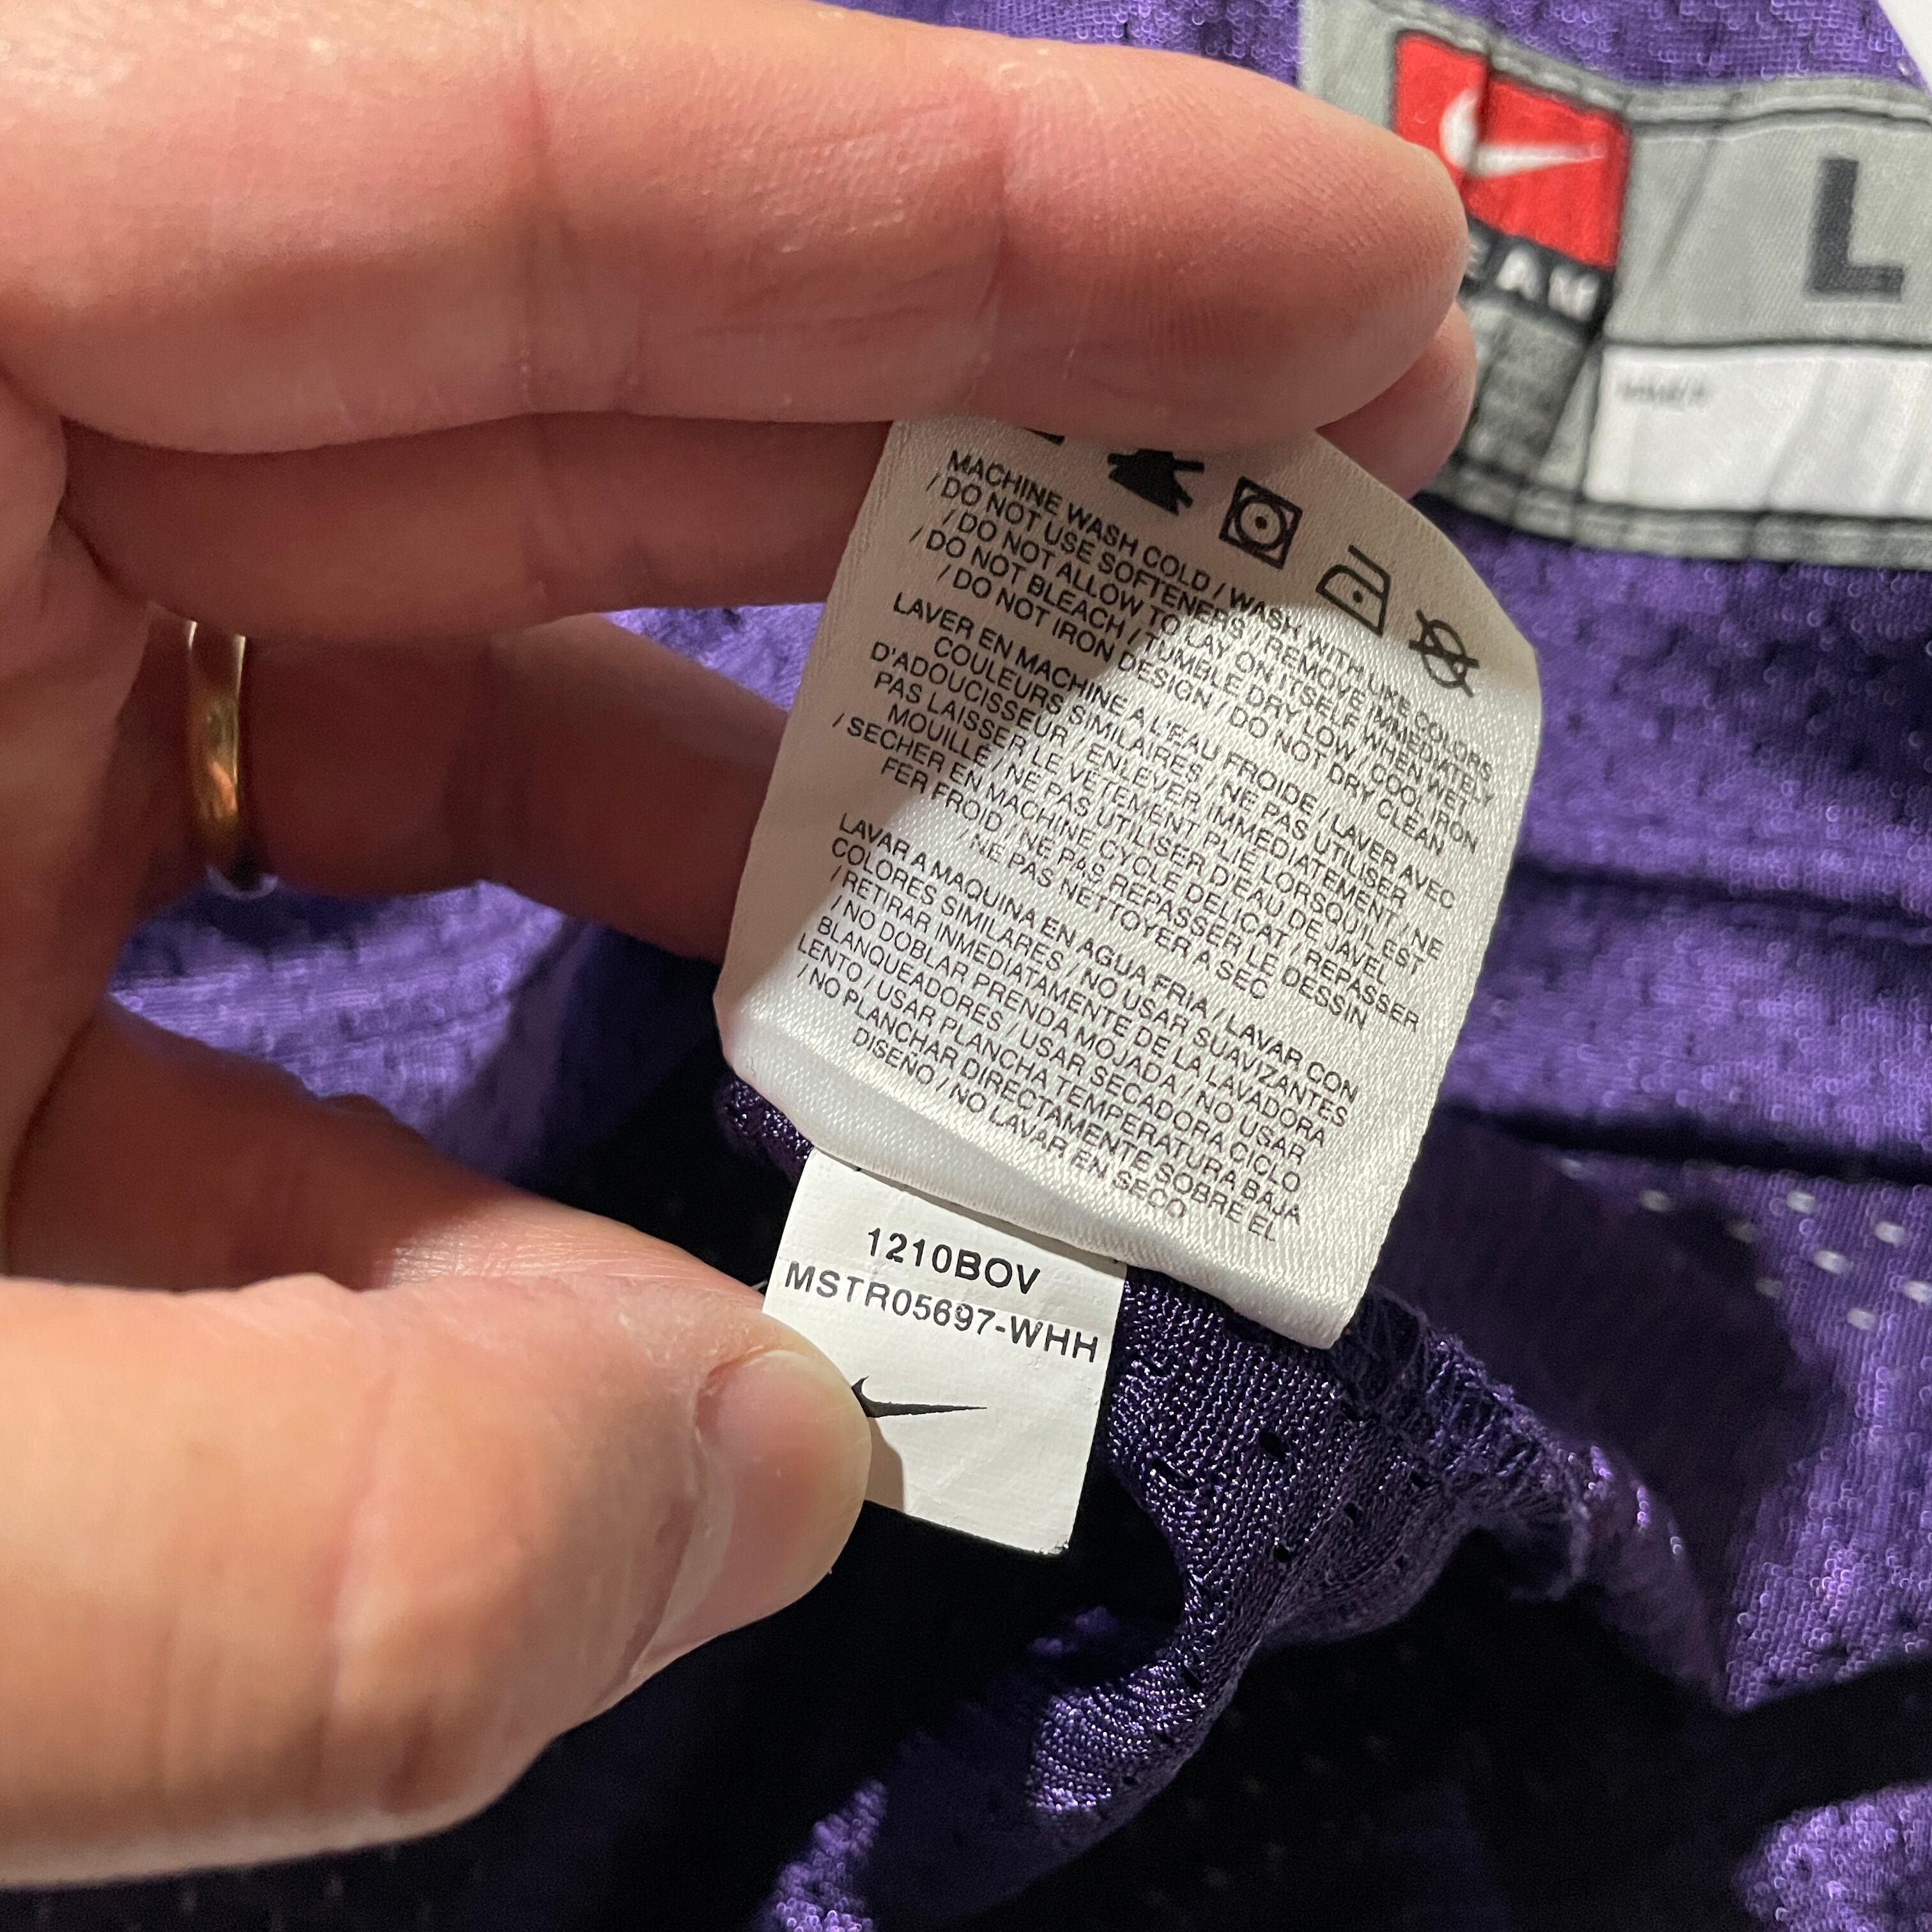 EAM
L
MACHINE WASH COLD / WASH WITH LIKE COLORS
/ DO NOT USE SOFTENERS / REMOVE IMMEDIATELY
/ DO NOT ALLOW TO LAY ON ITSELF WHEN WET
/ DO NOT BLEACH / TUMBLE DRY LOW / COOL IRON
/ DO NOT IRON DESIGN / DO NOT DRY CLEAN
LAVER EN MACHINE A L'EAU FROIDE / LAVER AVEC
COULEURS SIMILAIRES / NE PAS UTILISER
D'ADOUCISSEUR / ENLEVER IMMEDIATEMENT / NE
PAS LAISSER LE VETEMENT PLIE LORSQU'IL EST
MOUILLE / NE PAS UTILISER D'EAU DE JAVEL
/ SECHER EN MACHINE CYCLE DELICAT / REPASSER
FER FROID / NE PAS REPASSER LE DESSIN
/ NE PAS NETTOYER A SEC
LAVAR A MAQUINA EN AGUA FRIA / LAVAR CON
COLORES SIMILARES / NO USAR SUAVIZANTES
/ RETIRAR INMEDIATAMENTE DE LA LAVADORA
/ NO DOBLAR PRENDA MOJADA / NO USAR
BLANQUEADORES / USAR SECADORA CICLO
LENTO / USAR PLANCHA TEMPERATURA BAJA
/ NO PLANCHAR DIRECTAMENTE SOBRE EL
DISEÑO / NO LAVAR EN SECO
1210BOV
MSTR05697-WHH